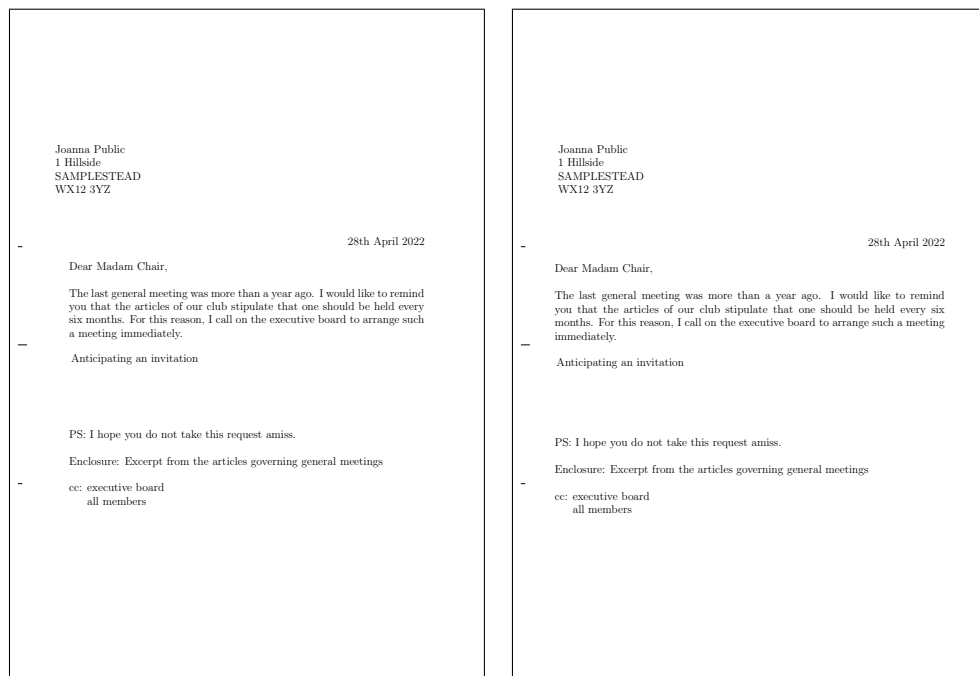 Joanna Public
1 Hillside
SAMPLESTEAD
WX12 3YZ
28th April 2022
Dear Madam Chair,
The last general meeting was more than a year ago. I would like to remind
you that the articles of our club stipulate that one should be held every
six months. For this reason, I call on the executive board to arrange such
a meeting immediately.
Anticipating an invitation
PS: I hope you do not take this request amiss.
Enclosure: Excerpt from the articles governing general meetings
cc: executive board
all members
Joanna Public
1 Hillside
SAMPLESTEAD
WX12 3YZ
28th April 2022
Dear Madam Chair,
The last general meeting was more than a year ago. I would like to remind
you that the articles of our club stipulate that one should be held every six
months. For this reason, I call on the executive board to arrange such a meeting
immediately.
Anticipating an invitation
PS: I hope you do not take this request amiss.
Enclosure: Excerpt from the articles governing general meetings
cc: executive board
all members